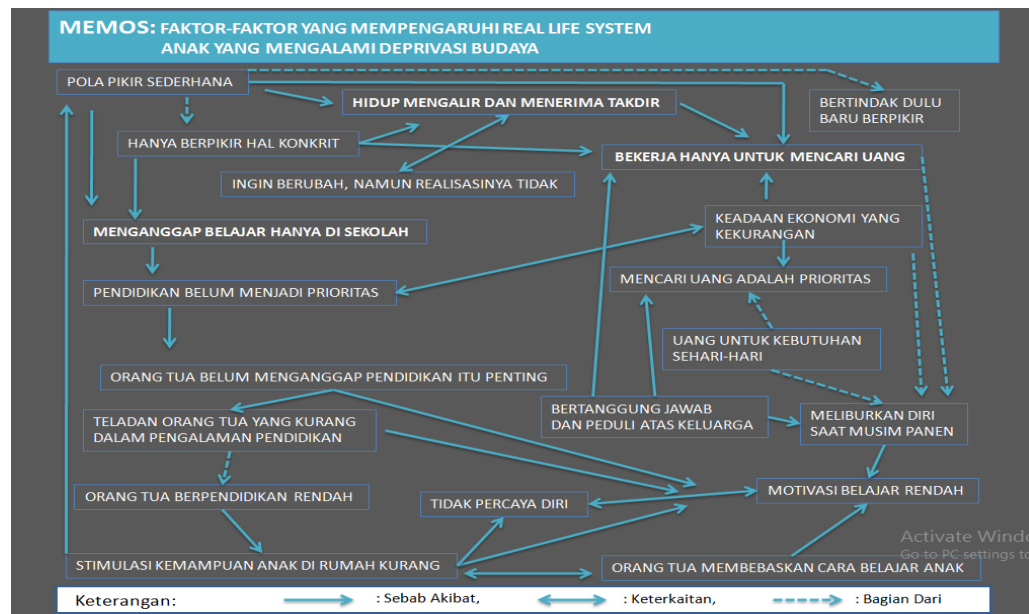 MEMOS: FAKTOR-FAKTOR YANG MEMPENGARUHI REAL LIFE SYSTEM
ANAK YANG MENGALAMI DEPRIVASI BUDAYA
POLA PIKIR SEDERHANA
HIDUP MENGALIR DAN MENERIMA TAKDIR
BERTINDAK DULU
BARU BERPIKIR
HANYA BERPIKIR HAL KONKRIT
BEKERJA HANYA UNTUK MENCARI UANG
INGIN BERUBAH, NAMUN REALISASINYA TIDAK
MENGANGGAP BELAJAR HANYA DI SEKOLAH
KEADAAN EKONOMI YANG
KEKURANGAN
PENDIDIKAN BELUM MENJADI PRIORITAS
MENCARI UANG ADALAH PRIORITAS
UANG UNTUK KEBUTUHAN
SEHARI-HARI
ORANG TUA BELUM MENGANGGAP PENDIDIKAN ITU PENTING
TELADAN ORANG TUA YANG KURANG
DALAM PENGALAMAN PENDIDIKAN
BERTANGGUNG JAWAB
DAN PEDULI ATAS KELUARGA
MELIBURKAN DIRI
SAAT MUSIM PANEN
ORANG TUA BERPENDIDIKAN RENDAH
TIDAK PERCAYA DIRI
MOTIVASI BELAJAR RENDAH
STIMULASI KEMAMPUAN ANAK DI RUMAH KURANG
ORANG TUA MEMBEBASKAN CARA BELAJAR ANAK
Activate Windo
Go to PC settings to
Keterangan: : Sebab Akibat, : Keterkaitan, : Bagian Dari